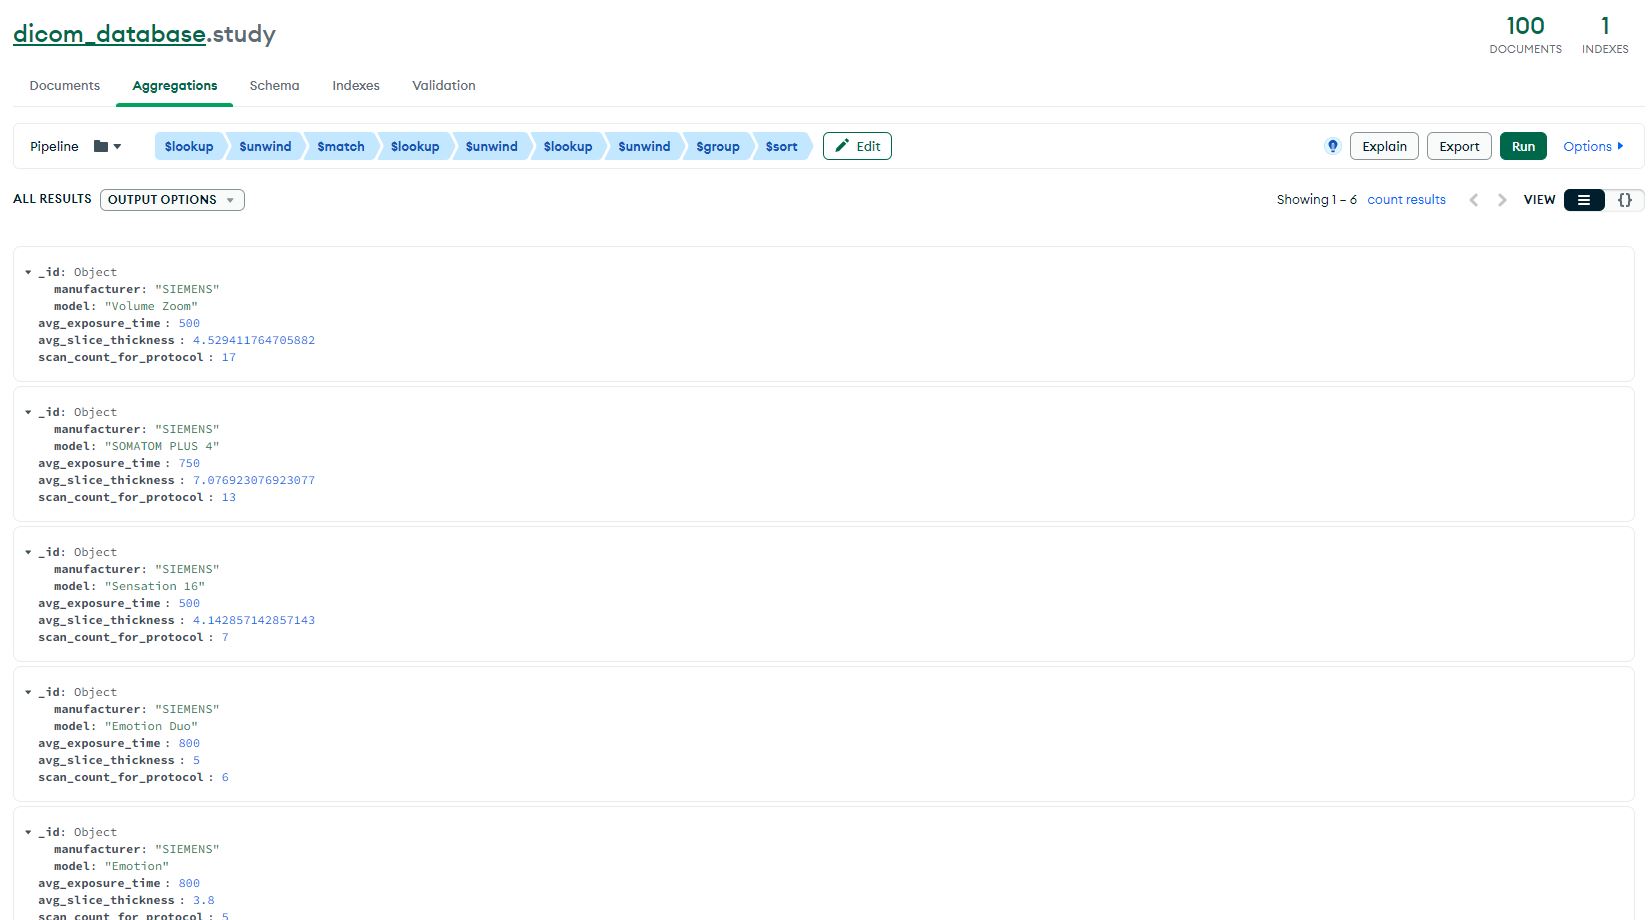 dicom_database.study
100 1
DOCUMENTS INDEXES
Documents Aggregations Schema Indexes Validation
Pipeline $lookup $unwind $match $lookup $unwind $lookup $unwind $group $sort Edit Explain Export Run Options
ALL RESULTS OUTPUT OPTIONS Showing 1 – 6 count results VIEW {}
_id: Object
manufacturer: "SIEMENS"
model: "Volume Zoom"
avg_exposure_time : 500
avg_slice_thickness : 4.529411764705882
scan_count_for_protocol : 17
_id: Object
manufacturer: "SIEMENS"
model: "SOMATOM PLUS 4"
avg_exposure_time : 750
avg_slice_thickness : 7.076923076923077
scan_count_for_protocol : 13
_id: Object
manufacturer: "SIEMENS"
model: "Sensation 16"
avg_exposure_time : 500
avg_slice_thickness : 4.142857142857143
scan_count_for_protocol : 7
_id: Object
manufacturer: "SIEMENS"
model: "Emotion Duo"
avg_exposure_time : 800
avg_slice_thickness : 5
scan_count_for_protocol : 6
_id: Object
manufacturer: "SIEMENS"
model: "Emotion"
avg_exposure_time : 800
avg_slice_thickness : 3.8
scan_count_for_protocol : 5